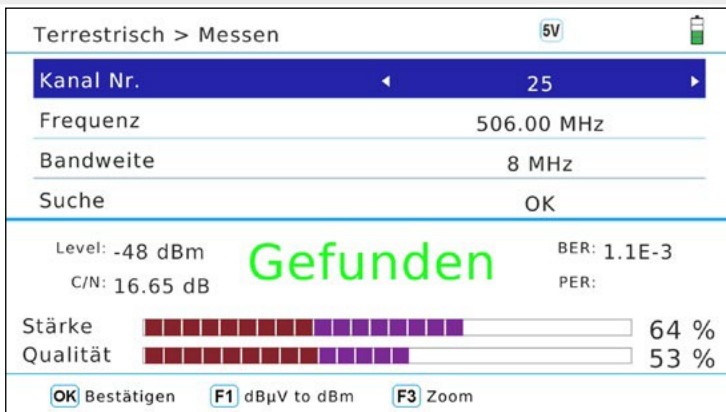 Terrestrisch > Messen 5V
Kanal Nr. 25
Frequenz 506.00 MHz
Bandweite 8 MHz
Suche OK
Level: -48 dBm Gefunden BER: 1.1E-3
C/N: 16.65 dB PER:
Stärke 64 %
Qualität 53 %
OK Bestätigen F1 dBµV to dBm F3 Zoom